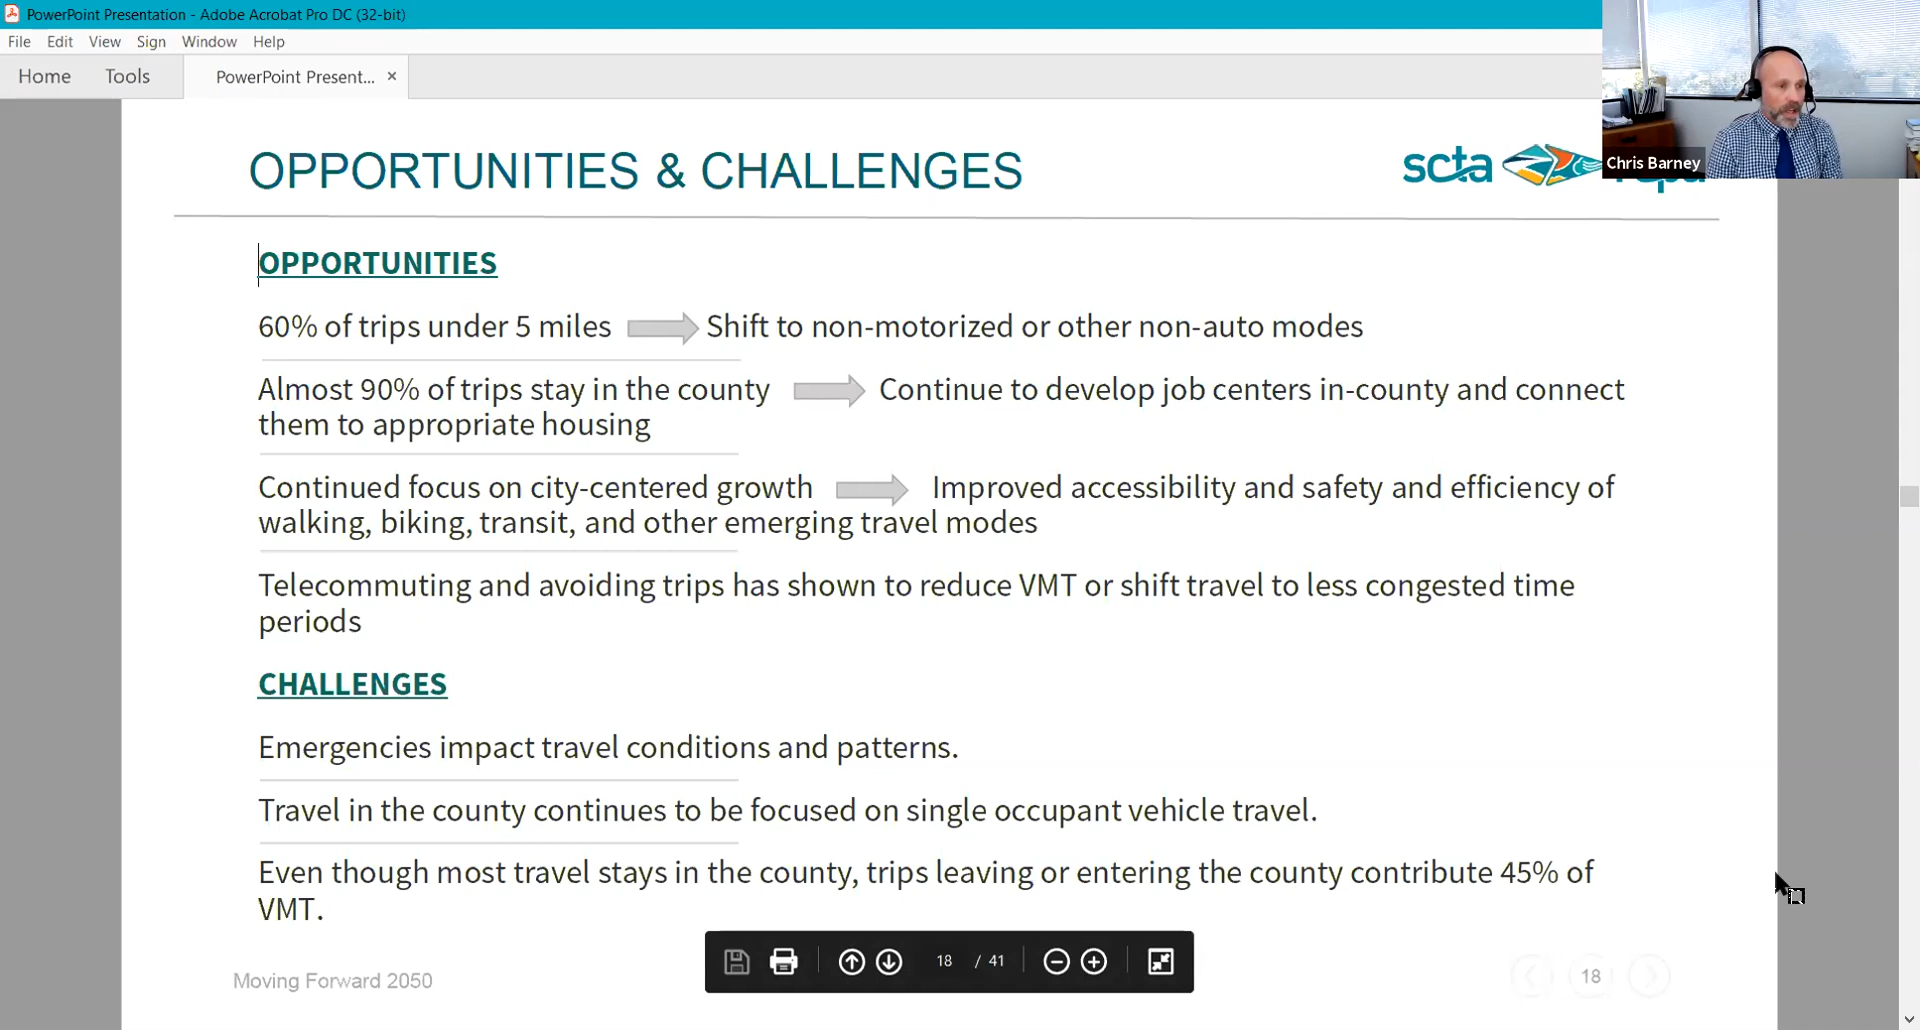 PowerPoint Presentation - Adobe Acrobat Pro DC (32-bit)
File Edit View Sign Window Help
Home Tools PowerPoint Present... ×
OPPORTUNITIES & CHALLENGES
scta
Chris Barney
OPPORTUNITIES
60% of trips under 5 miles Shift to non-motorized or other non-auto modes
Almost 90% of trips stay in the county Continue to develop job centers in-county and connect
them to appropriate housing
Continued focus on city-centered growth Improved accessibility and safety and efficiency of
walking, biking, transit, and other emerging travel modes
Telecommuting and avoiding trips has shown to reduce VMT or shift travel to less congested time
periods
CHALLENGES
Emergencies impact travel conditions and patterns.
Travel in the county continues to be focused on single occupant vehicle travel.
Even though most travel stays in the county, trips leaving or entering the county contribute 45% of
VMT.
18 / 41
Moving Forward 2050
18